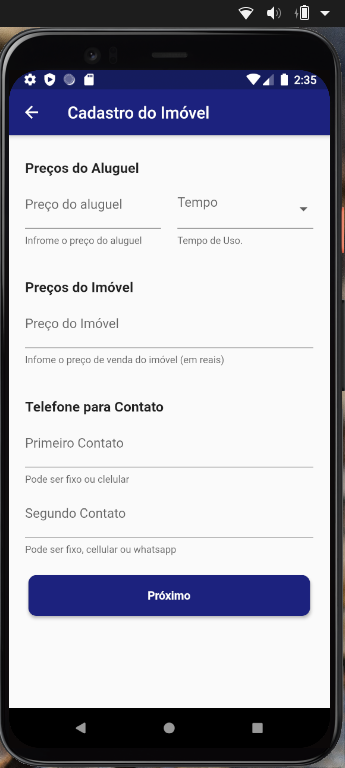 2:35
Cadastro do Imóvel
Preços do Aluguel
Preço do aluguel
Tempo
Infrome o preço do aluguel
Tempo de Uso.
Preços do Imóvel
Preço do Imóvel
Infome o preço de venda do imóvel (em reais)
Telefone para Contato
Primeiro Contato
Pode ser fixo ou clelular
Segundo Contato
Pode ser fixo, cellular ou whatsapp
Próximo